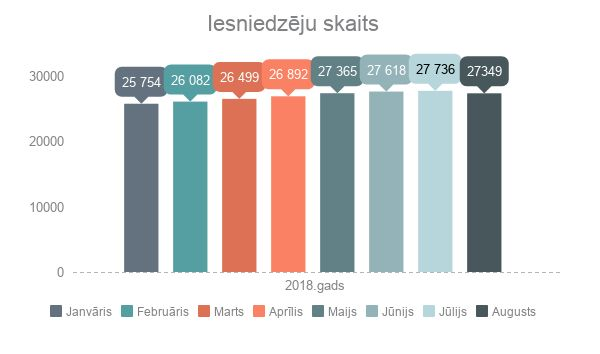 Iesniedzēju skaits
30000
20000
10000
0
25 754 26 082 26 499 26 892 27 365 27 618 27 736 27349
2018.gads
Janvāris Februāris Marts Aprīlis Maijs Jūnijs Jūlijs Augusts